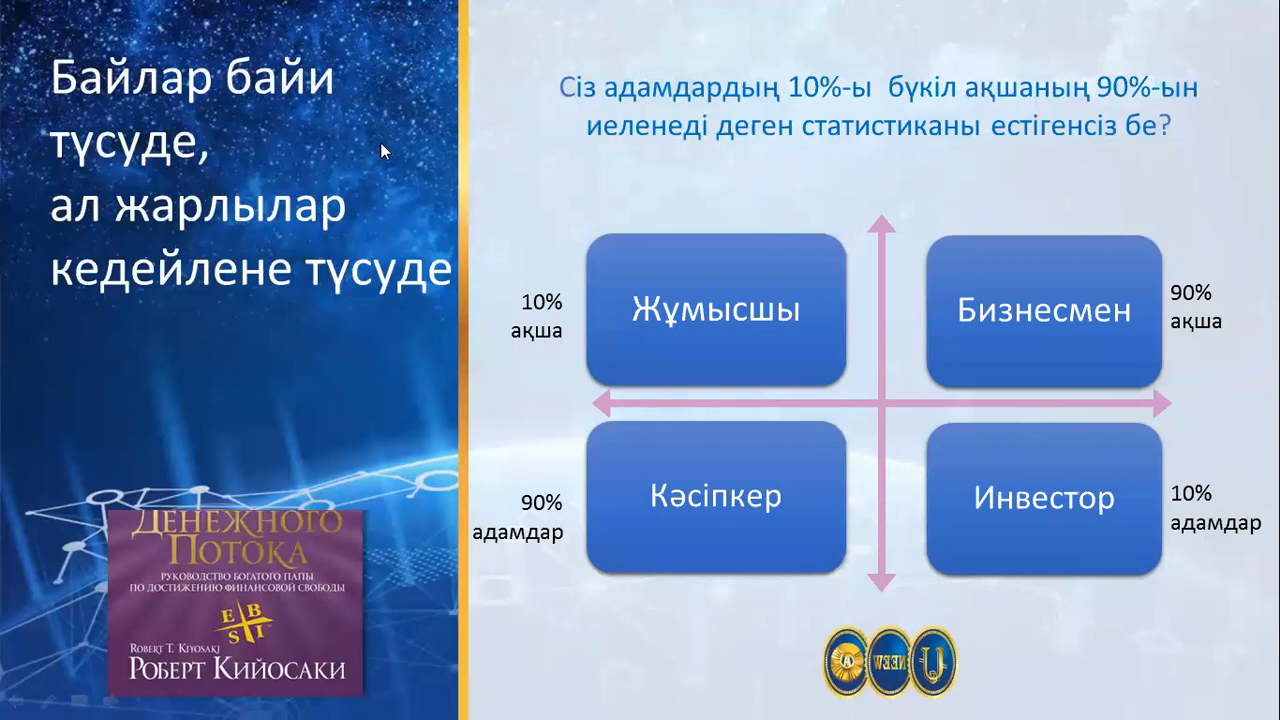 Байлар байи
түсуде,
ал жарлылар
кедейлене түсуде
Сіз адамдардың 10%-ы бүкіл ақшаның 90%-ын
иеленеді деген статистиканы естігенсіз бе?
10%
ақша
Жұмысшы
Бизнесмен
90%
ақша
90%
адамдар
Кәсіпкер
Инвестор
10%
адамдар
ДЕНЕЖНОГО
ПОТОКА
РУКОВОДСТВО БОГАТОГО ПАПЫ
ПО ДОСТИЖЕНИЮ ФИНАНСОВОЙ СВОБОДЫ
E B
S I
ROBERT T. KIYOSAKI
РОБЕРТ КИЙОСАКИ